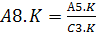 A8.K = A5.K / C3.K